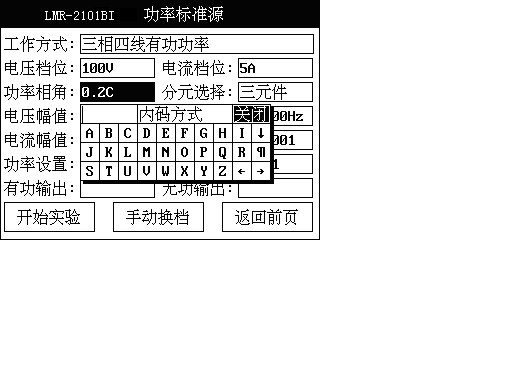 LMR-2101BI 功率标准源
工作方式: 三相四线有功功率
电压档位: 100V 电流档位: 5A
功率相角: 0.2C 分元选择: 三元件
电压幅值: 内码方式 关闭 00Hz
A B C D E F G H I ↓
电流幅值: 001
J K L M N O P Q R ¶
功率设置: 1
S T U V W X Y Z ← →
有功输出: 无功输出:
开始实验 手动换档 返回前页